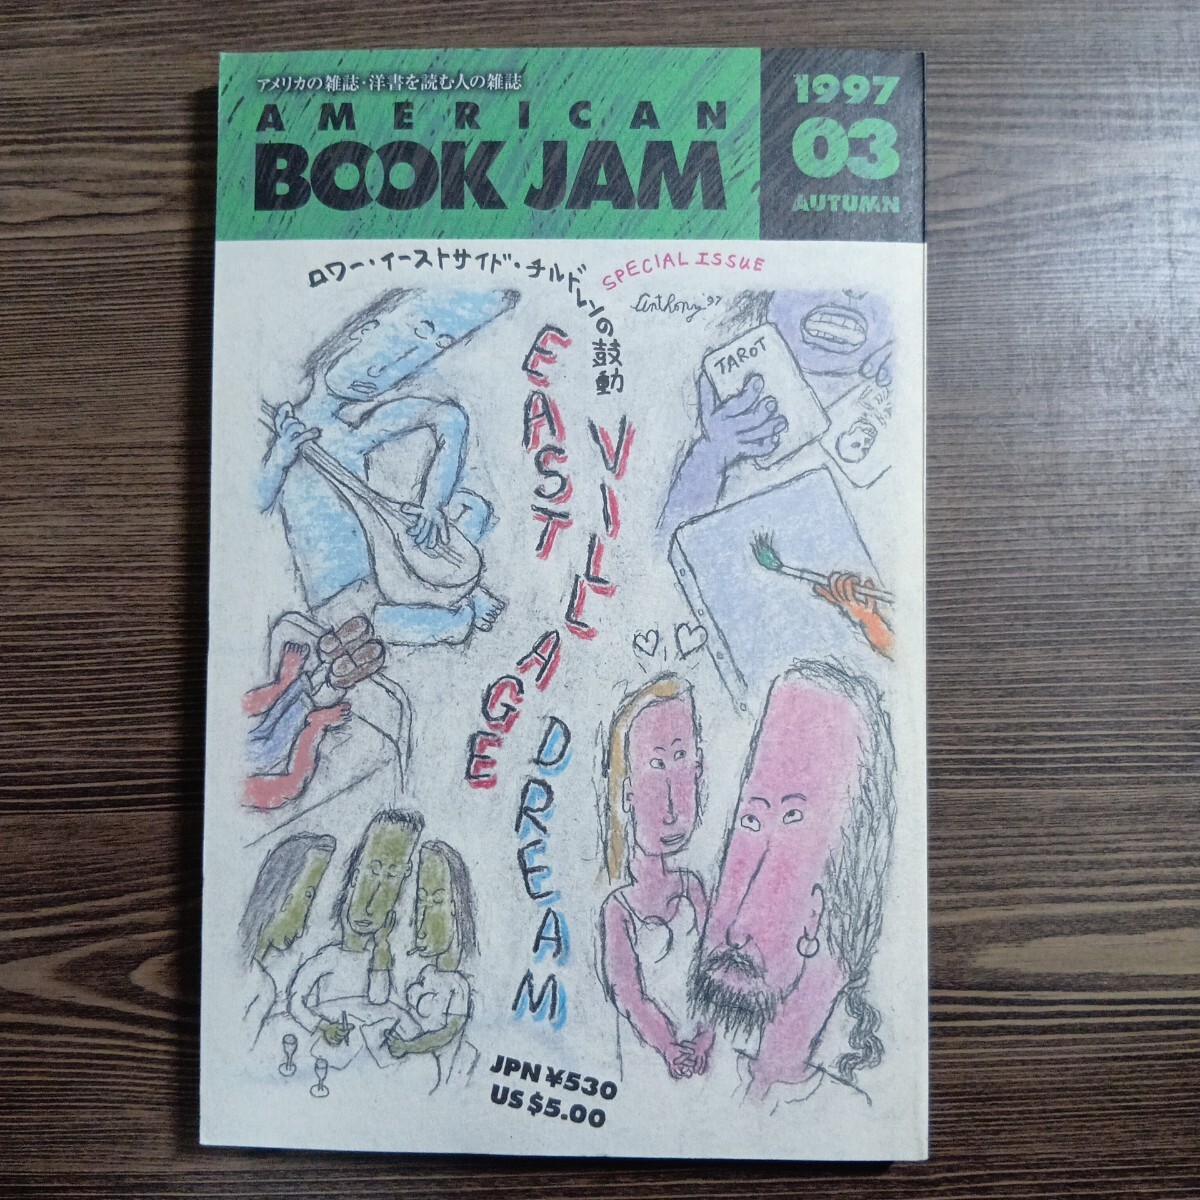 アメリカの雑誌・洋書を読む人の雑誌
AMERICAN
BOOK JAM
1997
03
AUTUMN
ロワー・イーストサイド・チルドレンの鼓動
SPECIAL ISSUE
Anthony '97
TAROT
EAST
VILLAGE
DREAM
JPN ¥530
US $5.00